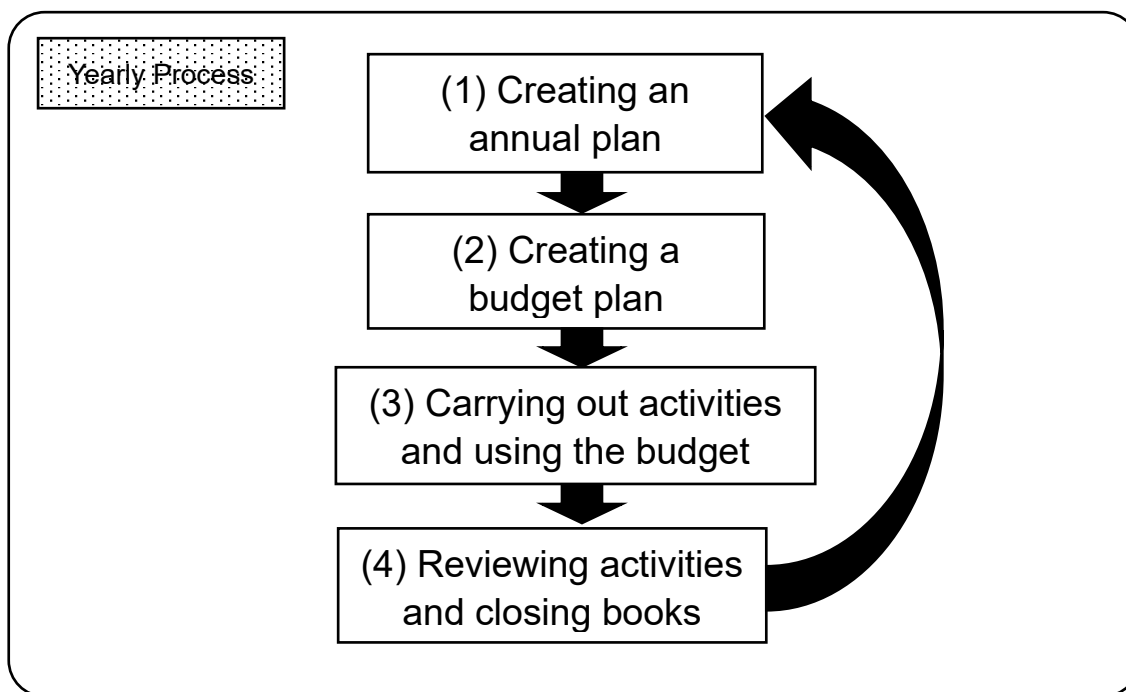 Yearly Process
(1) Creating an
annual plan
(2) Creating a
budget plan
(3) Carrying out activities
and using the budget
(4) Reviewing activities
and closing books